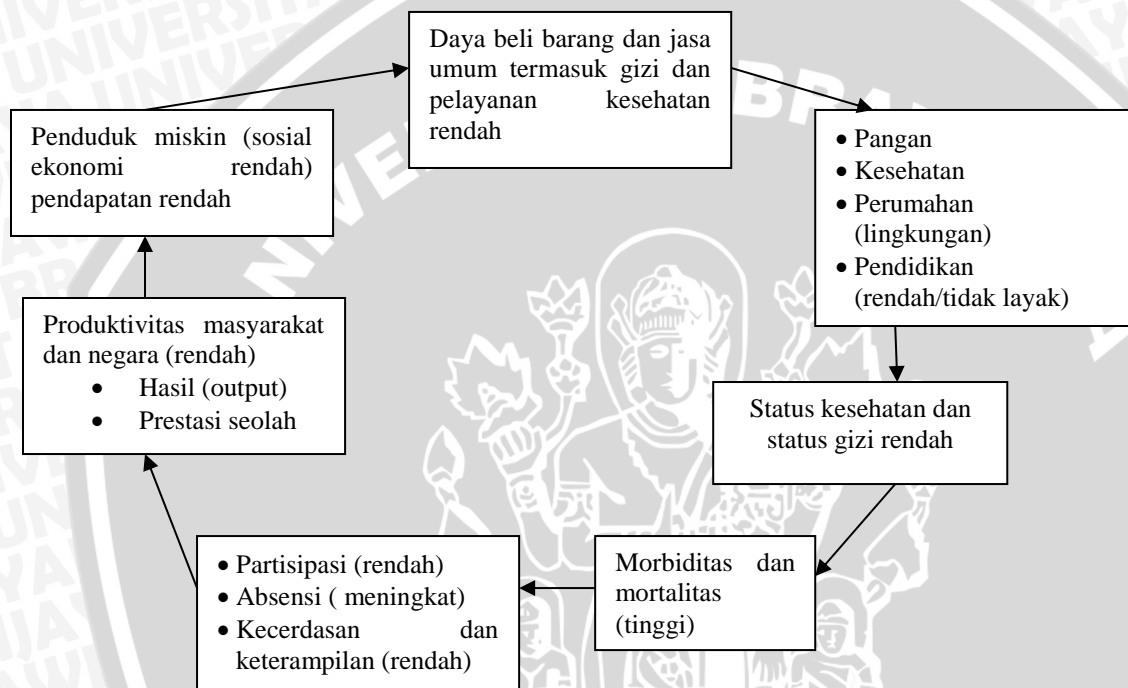 Daya beli barang dan jasa
umum termasuk gizi dan
pelayanan kesehatan
rendah
• Pangan
• Kesehatan
• Perumahan
(lingkungan)
• Pendidikan
(rendah/tidak layak)
Status kesehatan dan
status gizi rendah
Morbiditas dan
mortalitas
(tinggi)
• Partisipasi (rendah)
• Absensi ( meningkat)
• Kecerdasan dan
keterampilan (rendah)
Produktivitas masyarakat
dan negara (rendah)
• Hasil (output)
• Prestasi seolah
Penduduk miskin (sosial
ekonomi rendah)
pendapatan rendah